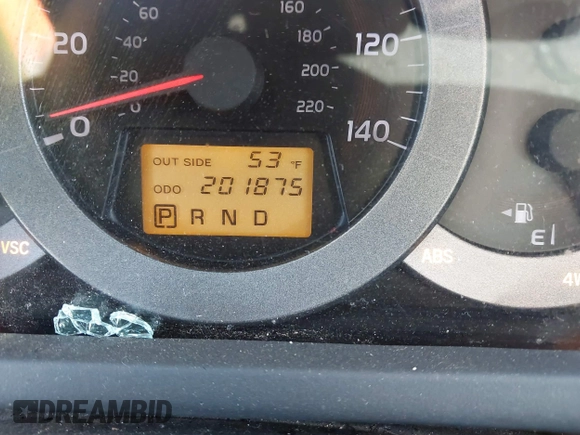 60 160
20 40 180 120
20 200
0 0 220 140
OUT SIDE 53 °F
ODO 201875
P R N D
E
VSC ABS
DREAMBID